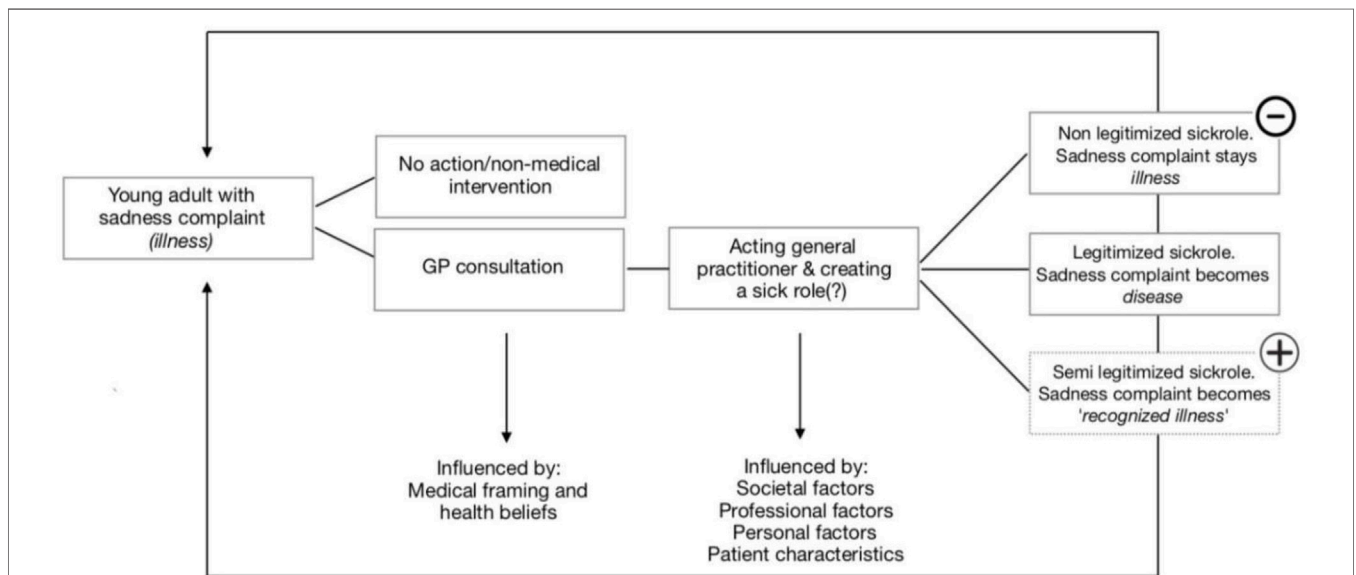 Young adult with
sadness complaint
(illness)
No action/non-medical
intervention
GP consultation
Influenced by:
Medical framing and
health beliefs
Acting general
practitioner & creating
a sick role(?)
Influenced by:
Societal factors
Professional factors
Personal factors
Patient characteristics
Non legitimized sickrole.
Sadness complaint stays
illness
−
Legitimized sickrole.
Sadness complaint becomes
disease
Semi legitimized sickrole.
Sadness complaint becomes
'recognized illness'
+